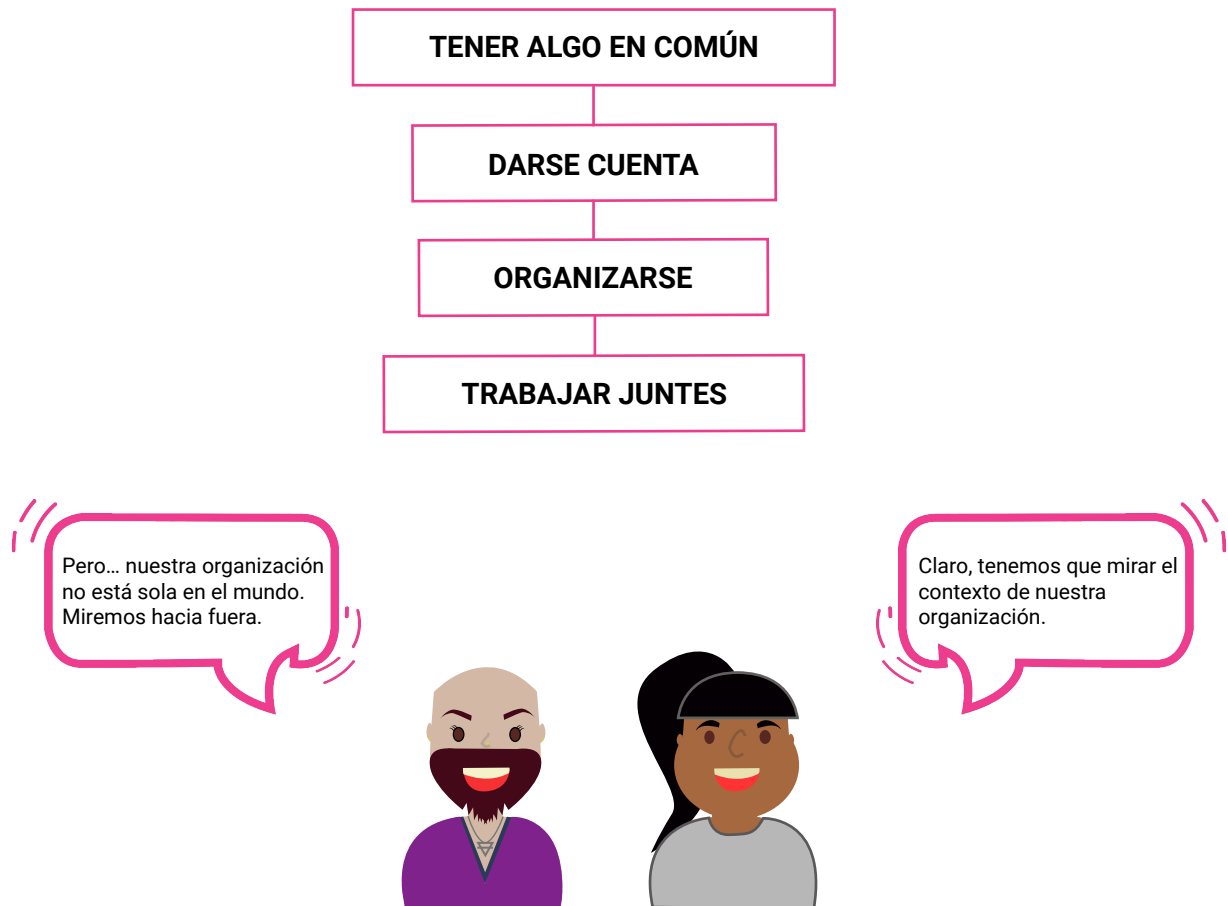 TENER ALGO EN COMÚN
DARSE CUENTA
ORGANIZARSE
TRABAJAR JUNTES
Pero... nuestra organización
no está sola en el mundo.
Miremos hacia fuera.
Claro, tenemos que mirar el
contexto de nuestra
organización.